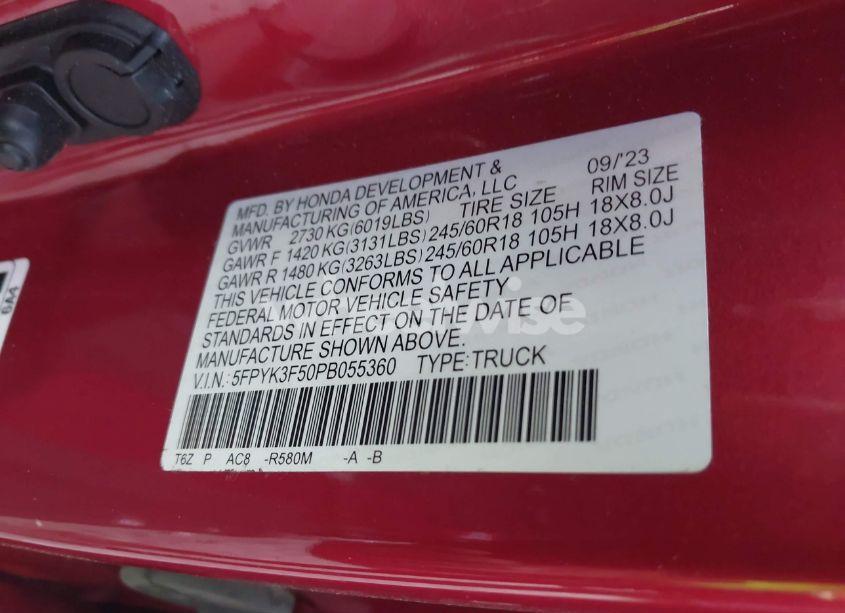 MFD. BY HONDA DEVELOPMENT & 09/'23
MANUFACTURING OF AMERICA, LLC
GVWR 2730 KG(6019LBS) TIRE SIZE RIM SIZE
GAWR F 1420 KG(3131LBS) 245/60R18 105H 18X8.0J
GAWR R 1480 KG(3263LBS) 245/60R18 105H 18X8.0J
THIS VEHICLE CONFORMS TO ALL APPLICABLE
FEDERAL MOTOR VEHICLE SAFETY
STANDARDS IN EFFECT ON THE DATE OF
MANUFACTURE SHOWN ABOVE.
V.I.N.: 5FPYK3F50PB055360 TYPE: TRUCK
T6Z P AC8 -R580M -A -B
6A4